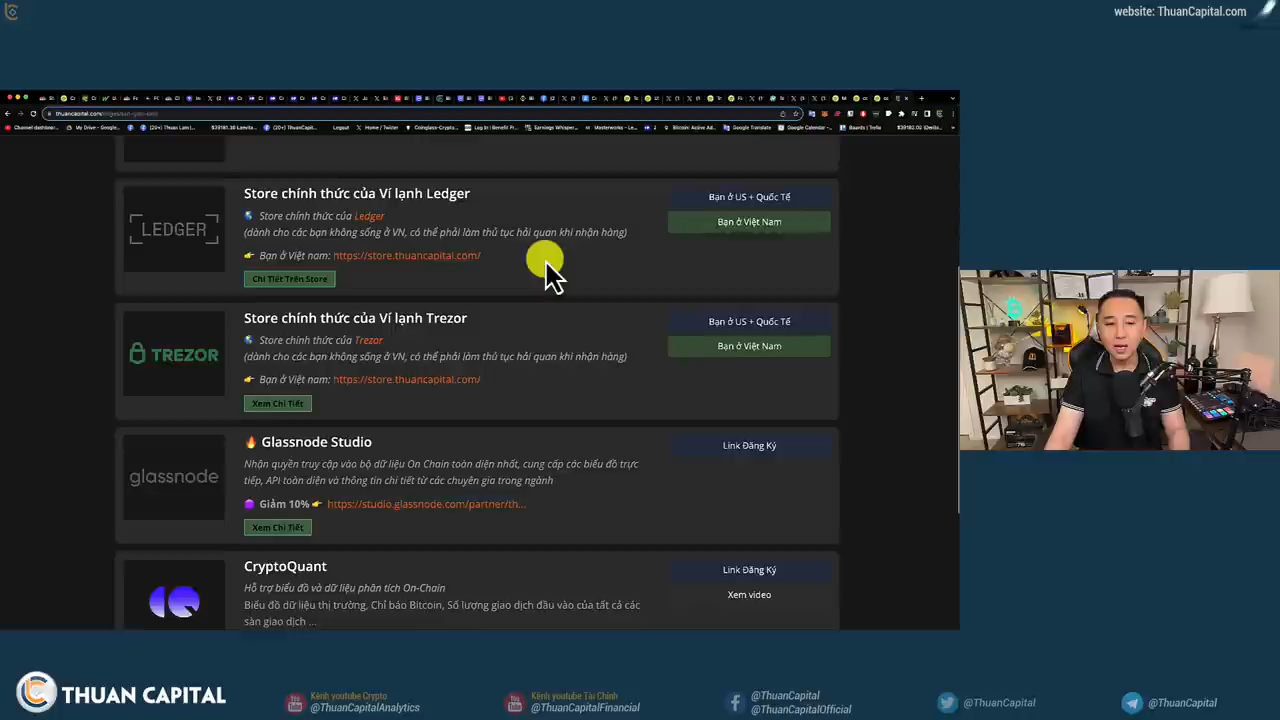 website: ThuanCapital.com
thuancapital.com
Store chính thức của Ví lạnh Ledger
Store chính thức của Ledger
(dành cho các bạn không sống ở VN, có thể phải làm thủ tục hải quan khi nhận hàng)
Bạn ở Việt nam: https://store.thuancapital.com/
Chi Tiết Trên Store
LEDGER
Bạn ở US + Quốc Tế
Bạn ở Việt Nam
Store chính thức của Ví lạnh Trezor
Store chính thức của Trezor
(dành cho các bạn không sống ở VN, có thể phải làm thủ tục hải quan khi nhận hàng)
Bạn ở Việt nam: https://store.thuancapital.com/
Xem Chi Tiết
TREZOR
Bạn ở US + Quốc Tế
Bạn ở Việt Nam
Glassnode Studio
Nhận quyền truy cập vào bộ dữ liệu On Chain toàn diện nhất, cung cấp các biểu đồ trực
tiếp, API toàn diện và thông tin chi tiết từ các chuyên gia trong ngành
Giảm 10% https://studio.glassnode.com/partner/th...
Xem Chi Tiết
glassnode
Link Đăng Ký
CryptoQuant
Hỗ trợ biểu đồ và dữ liệu phân tích On-Chain
Biểu đồ dữ liệu thị trường, Chỉ báo Bitcoin, Số lượng giao dịch đầu vào của tất cả các
sàn giao dịch ...
Link Đăng Ký
Xem video
THUAN CAPITAL
Kênh youtube Crypto
@ThuanCapitalAnalytics
Kênh youtube Tài Chính
@ThuanCapitalFinancial
@ThuanCapital
@ThuanCapitalOfficial
@ThuanCapital
@ThuanCapital